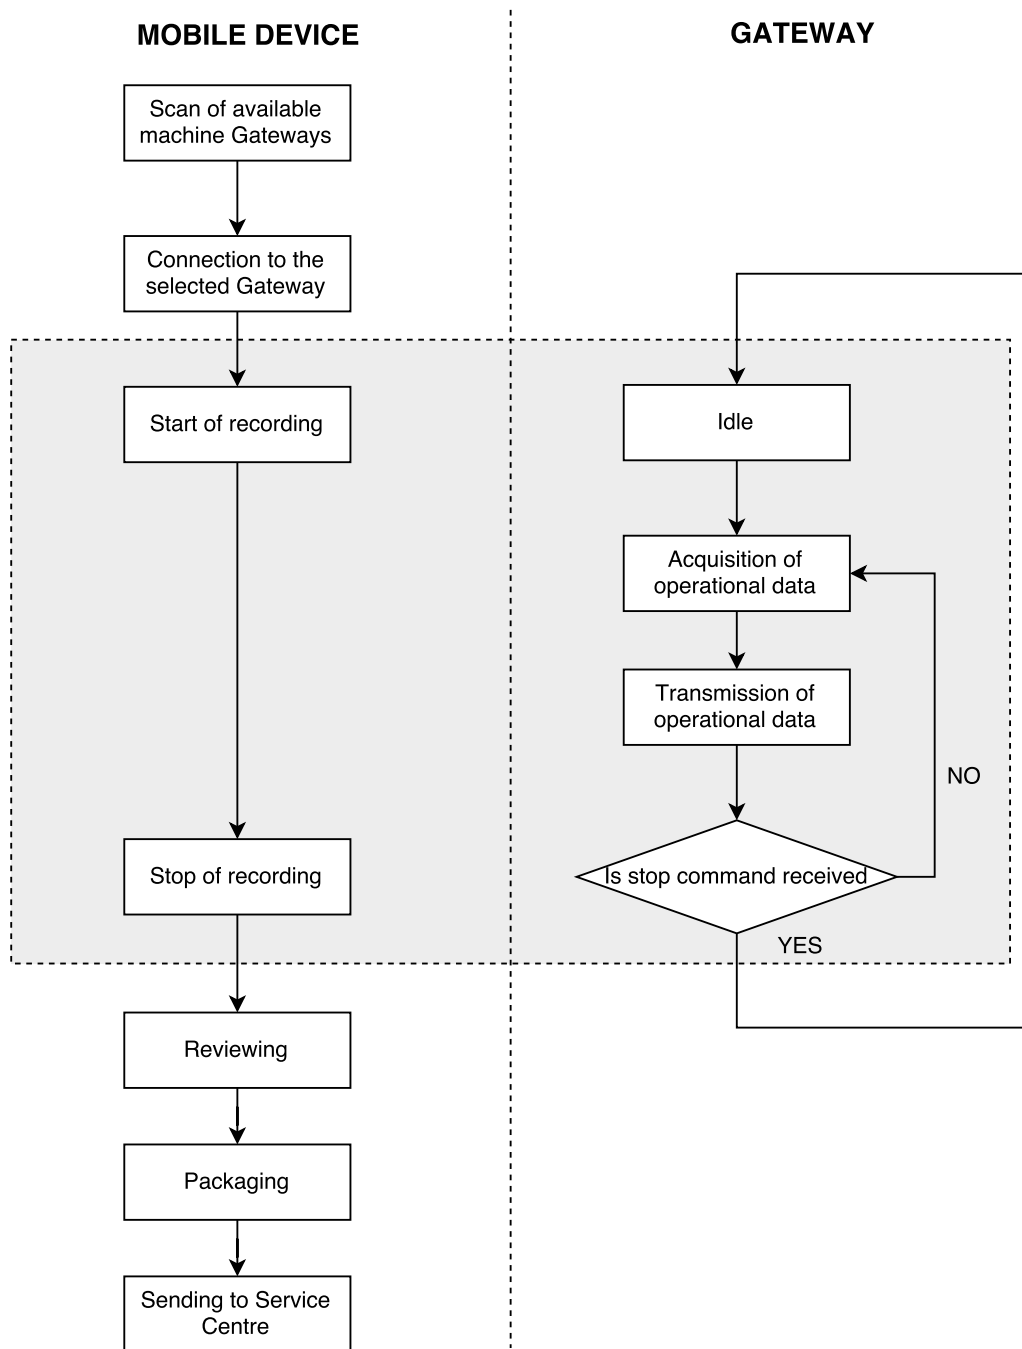 MOBILE DEVICE
GATEWAY
Scan of available
machine Gateways
Connection to the
selected Gateway
Start of recording
Idle
Acquisition of
operational data
Transmission of
operational data
NO
Stop of recording
Is stop command received
YES
Reviewing
Packaging
Sending to Service
Centre